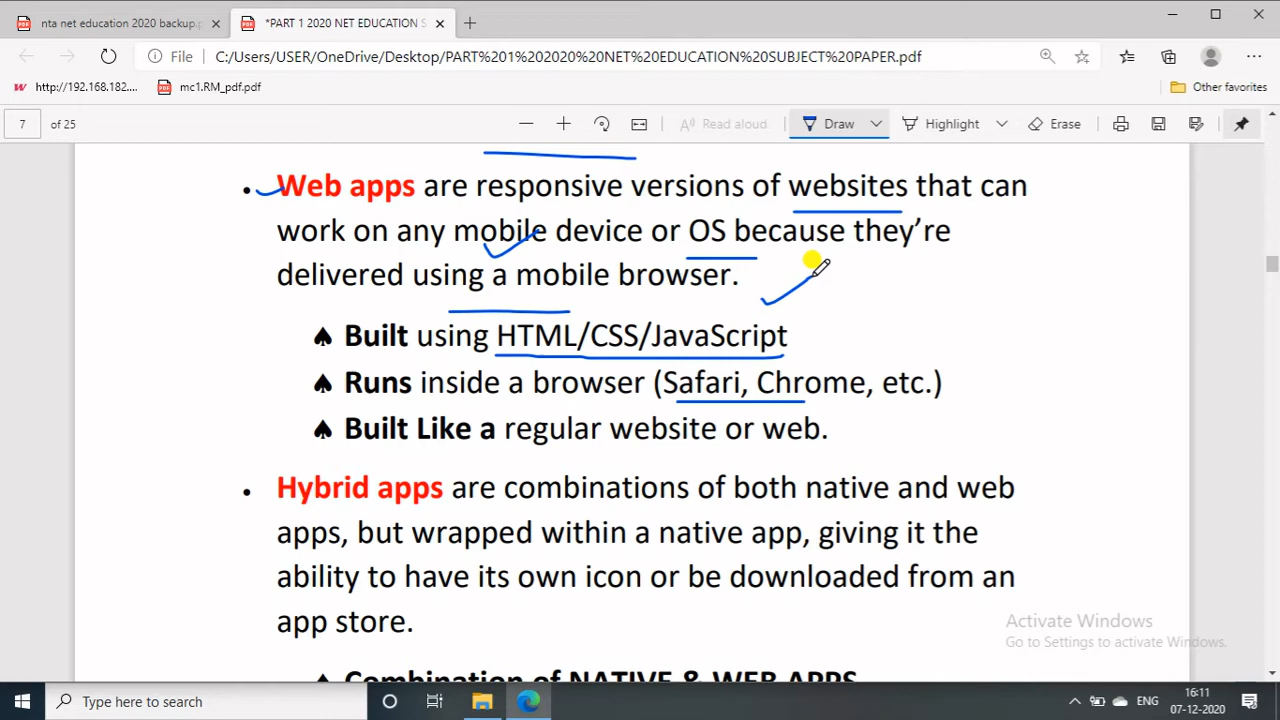 nta net education 2020 backup.p
*PART 1 2020 NET EDUCATION S
File C:/Users/USER/OneDrive/Desktop/PART%201%202020%20NET%20EDUCATION%20SUBJECT%20PAPER.pdf
http://192.168.182.... mc1.RM_pdf.pdf Other favorites
7 of 25 Read aloud Draw Highlight Erase
• Web apps are responsive versions of websites that can
work on any mobile device or OS because they’re
delivered using a mobile browser.
♠ Built using HTML/CSS/JavaScript
♠ Runs inside a browser (Safari, Chrome, etc.)
♠ Built Like a regular website or web.
• Hybrid apps are combinations of both native and web
apps, but wrapped within a native app, giving it the
ability to have its own icon or be downloaded from an
app store.
♠ Combination of NATIVE & WEB APPS
Activate Windows
Go to Settings to activate Windows.
Type here to search
ENG
16:11
07-12-2020